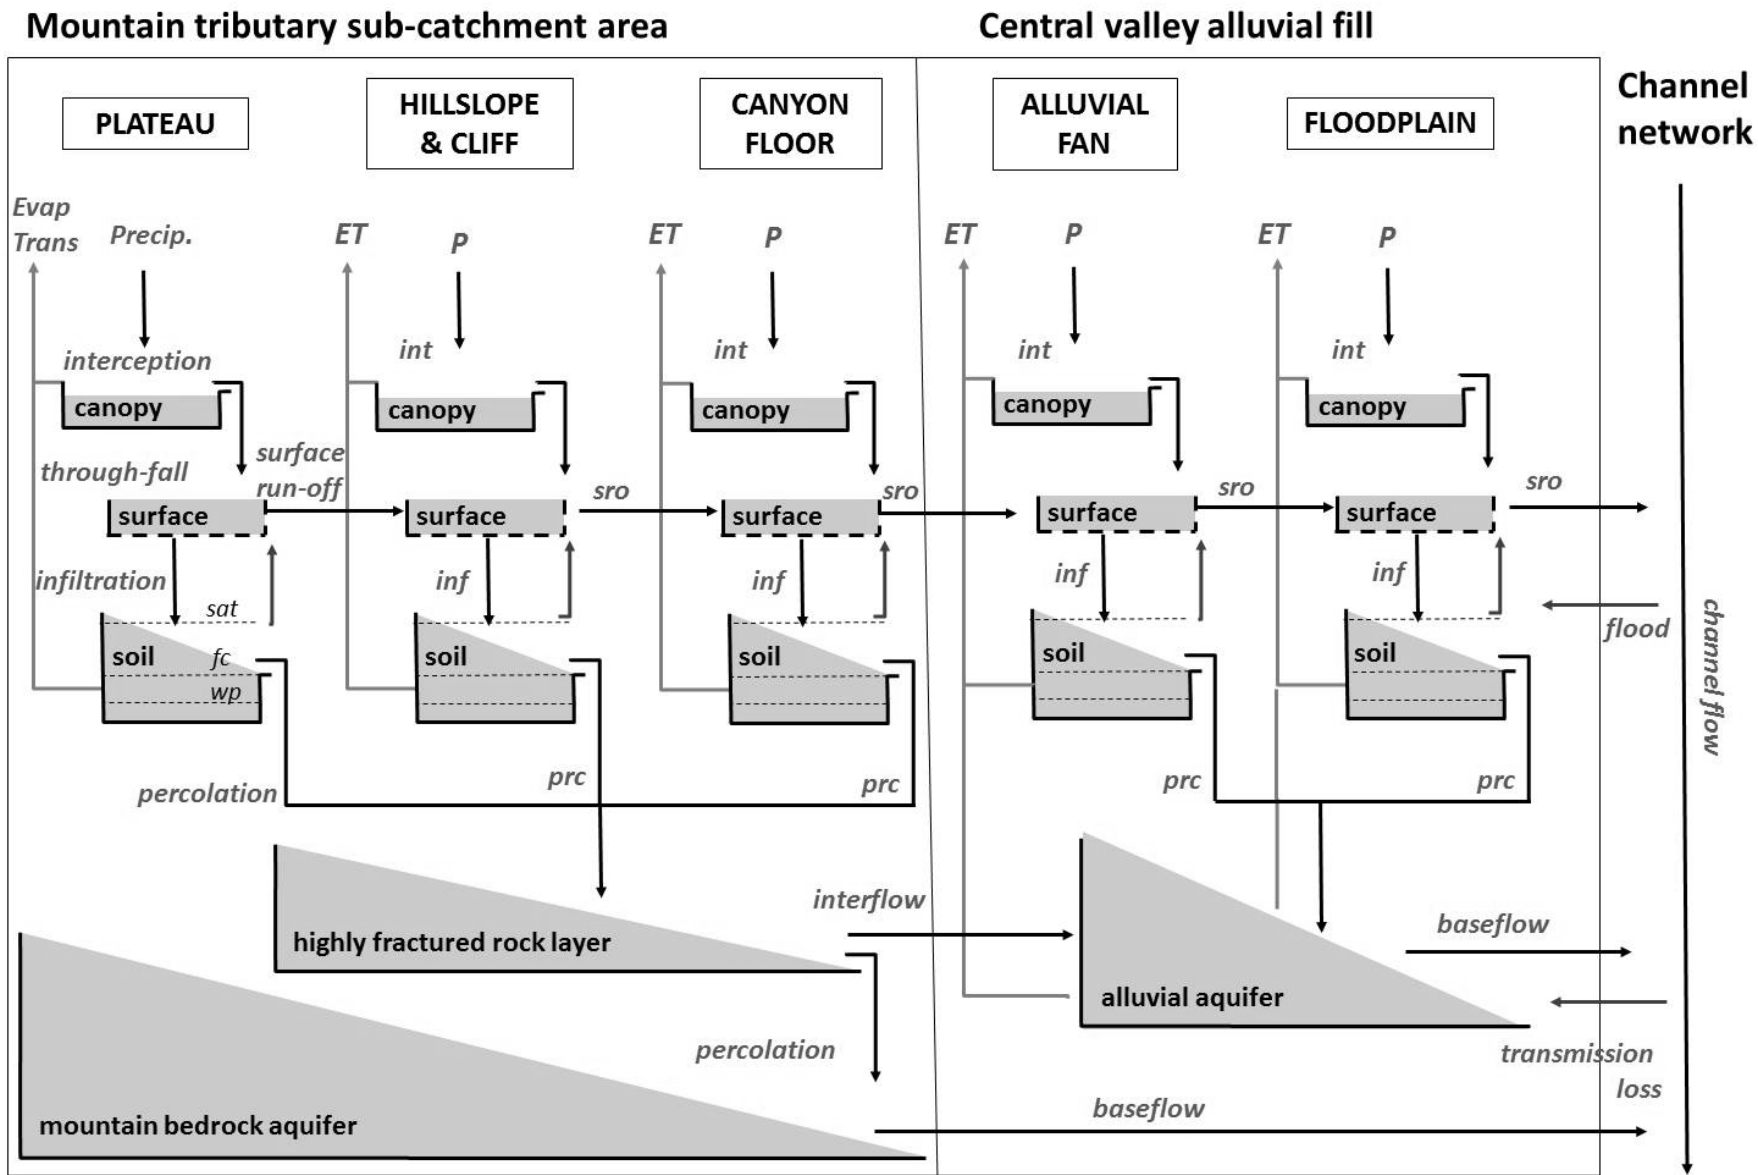 Mountain tributary sub-catchment area
Central valley alluvial fill
Channel
network
PLATEAU
HILLSLOPE
& CLIFF
CANYON
FLOOR
ALLUVIAL
FAN
FLOODPLAIN
Evap
Trans
Precip.
ET
P
ET
P
ET
P
ET
P
interception
int
int
int
int
canopy
canopy
canopy
canopy
canopy
through-fall
surface
run-off
sro
sro
sro
sro
surface
surface
surface
surface
surface
infiltration
inf
inf
inf
inf
sat
flood
soil
fc
wp
soil
soil
soil
soil
channel flow
percolation
prc
prc
prc
prc
interflow
highly fractured rock layer
baseflow
alluvial aquifer
percolation
transmission
loss
baseflow
mountain bedrock aquifer